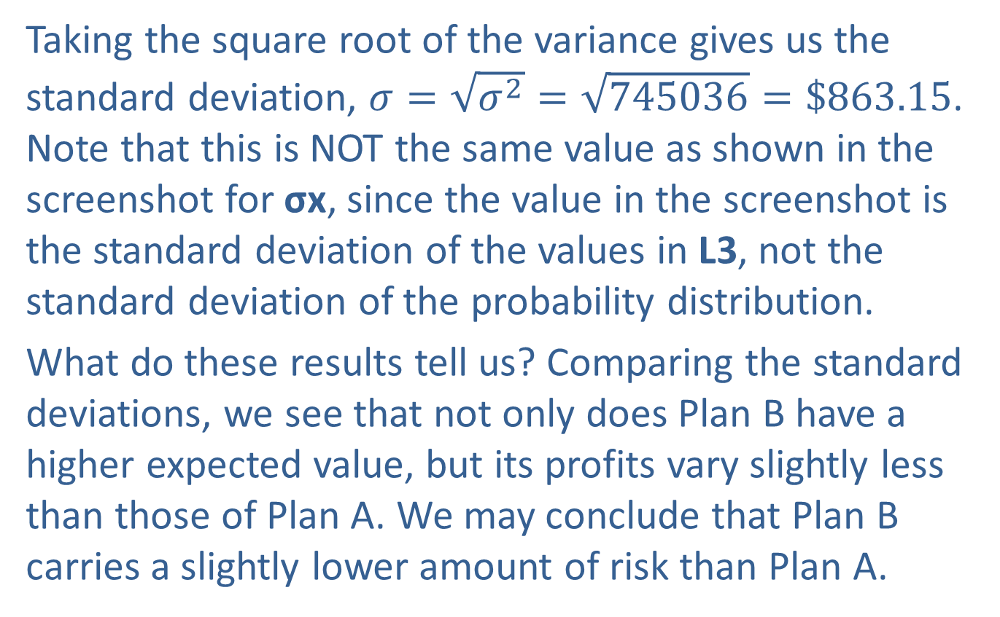 Taking the square root of the variance gives us the
standard deviation, σ = √σ² = √745036 = $863.15.
Note that this is NOT the same value as shown in the
screenshot for σx, since the value in the screenshot is
the standard deviation of the values in L3, not the
standard deviation of the probability distribution.
What do these results tell us? Comparing the standard
deviations, we see that not only does Plan B have a
higher expected value, but its profits vary slightly less
than those of Plan A. We may conclude that Plan B
carries a slightly lower amount of risk than Plan A.